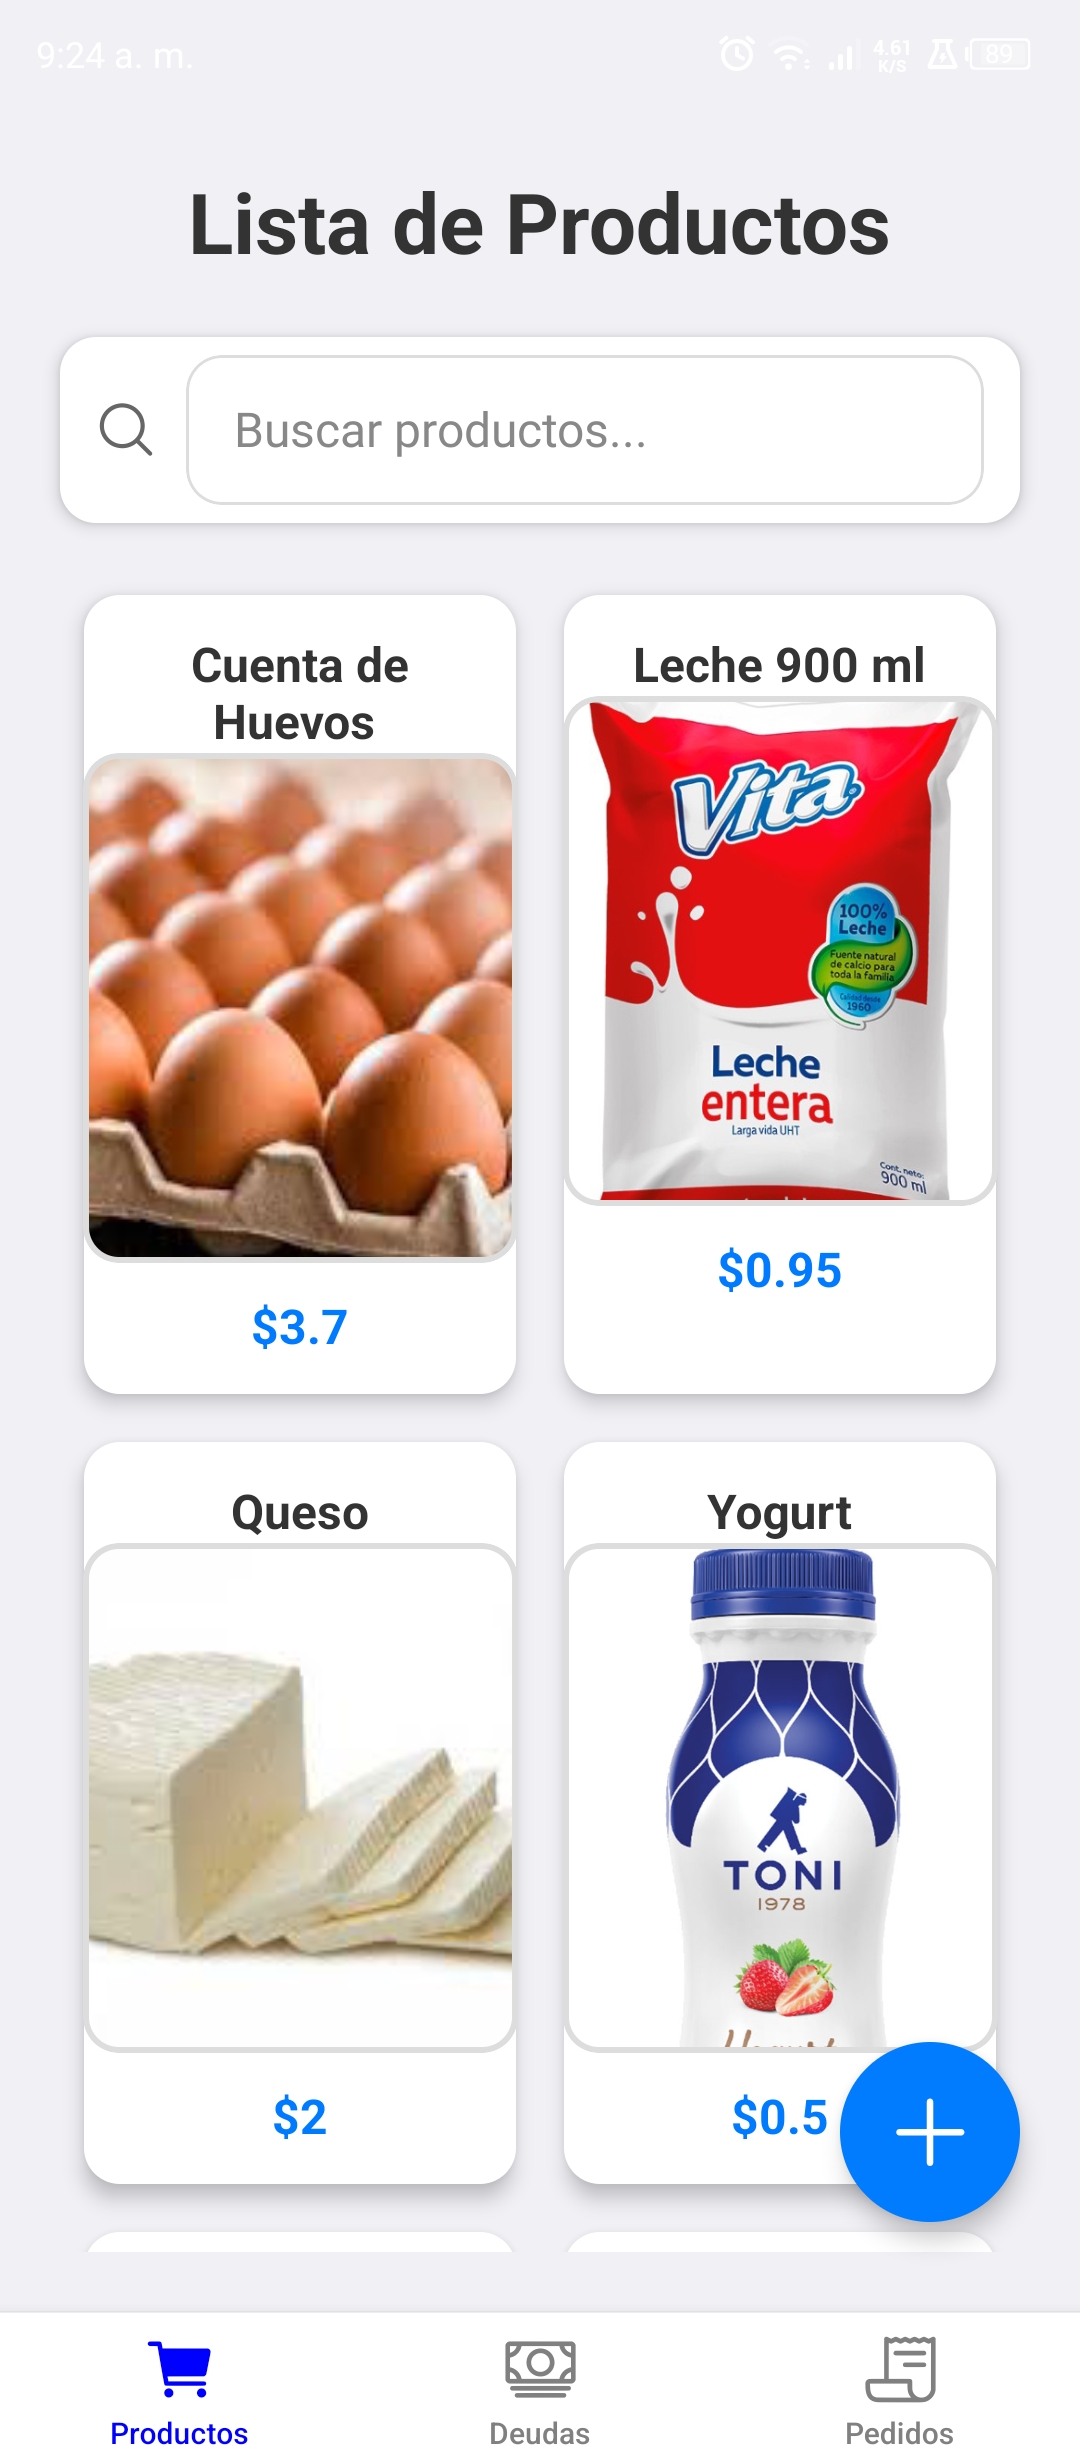 9:24 a. m.
4.61
K/S
89
Lista de Productos
Buscar productos...
Cuenta de
Huevos
$3.7
Leche 900 ml
Vita
100%
Leche
Fuente natural
de calcio para
toda la familia
Calidad desde
1960
Leche
entera
Larga vida UHT
Cont. neto:
900 ml
$0.95
Queso
$2
Yogurt
TONI
1978
$0.5
Productos
Deudas
Pedidos